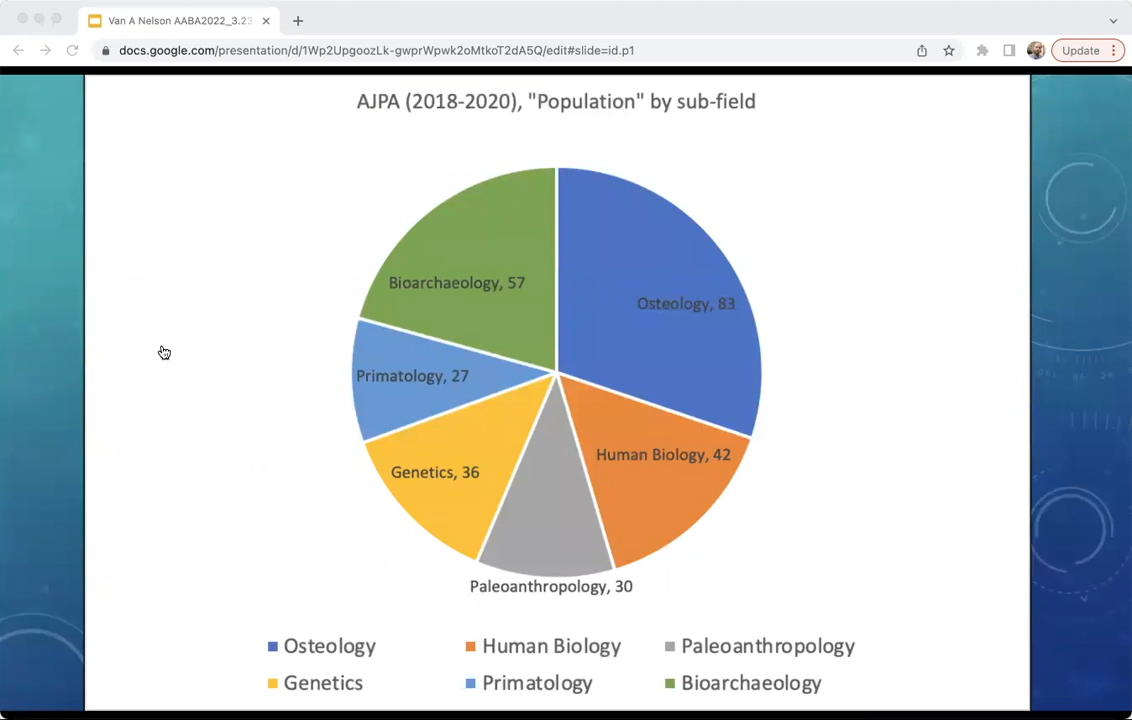 Van A Nelson AABA2022_3.23
docs.google.com/presentation/d/1Wp2UpgoozLk-gwprWpwk2oMtkoT2dA5Q/edit#slide=id.p1
Update
AJPA (2018-2020), "Population" by sub-field
Bioarchaeology, 57
Osteology, 83
Primatology, 27
Human Biology, 42
Genetics, 36
Paleoanthropology, 30
Osteology
Human Biology
Paleoanthropology
Genetics
Primatology
Bioarchaeology